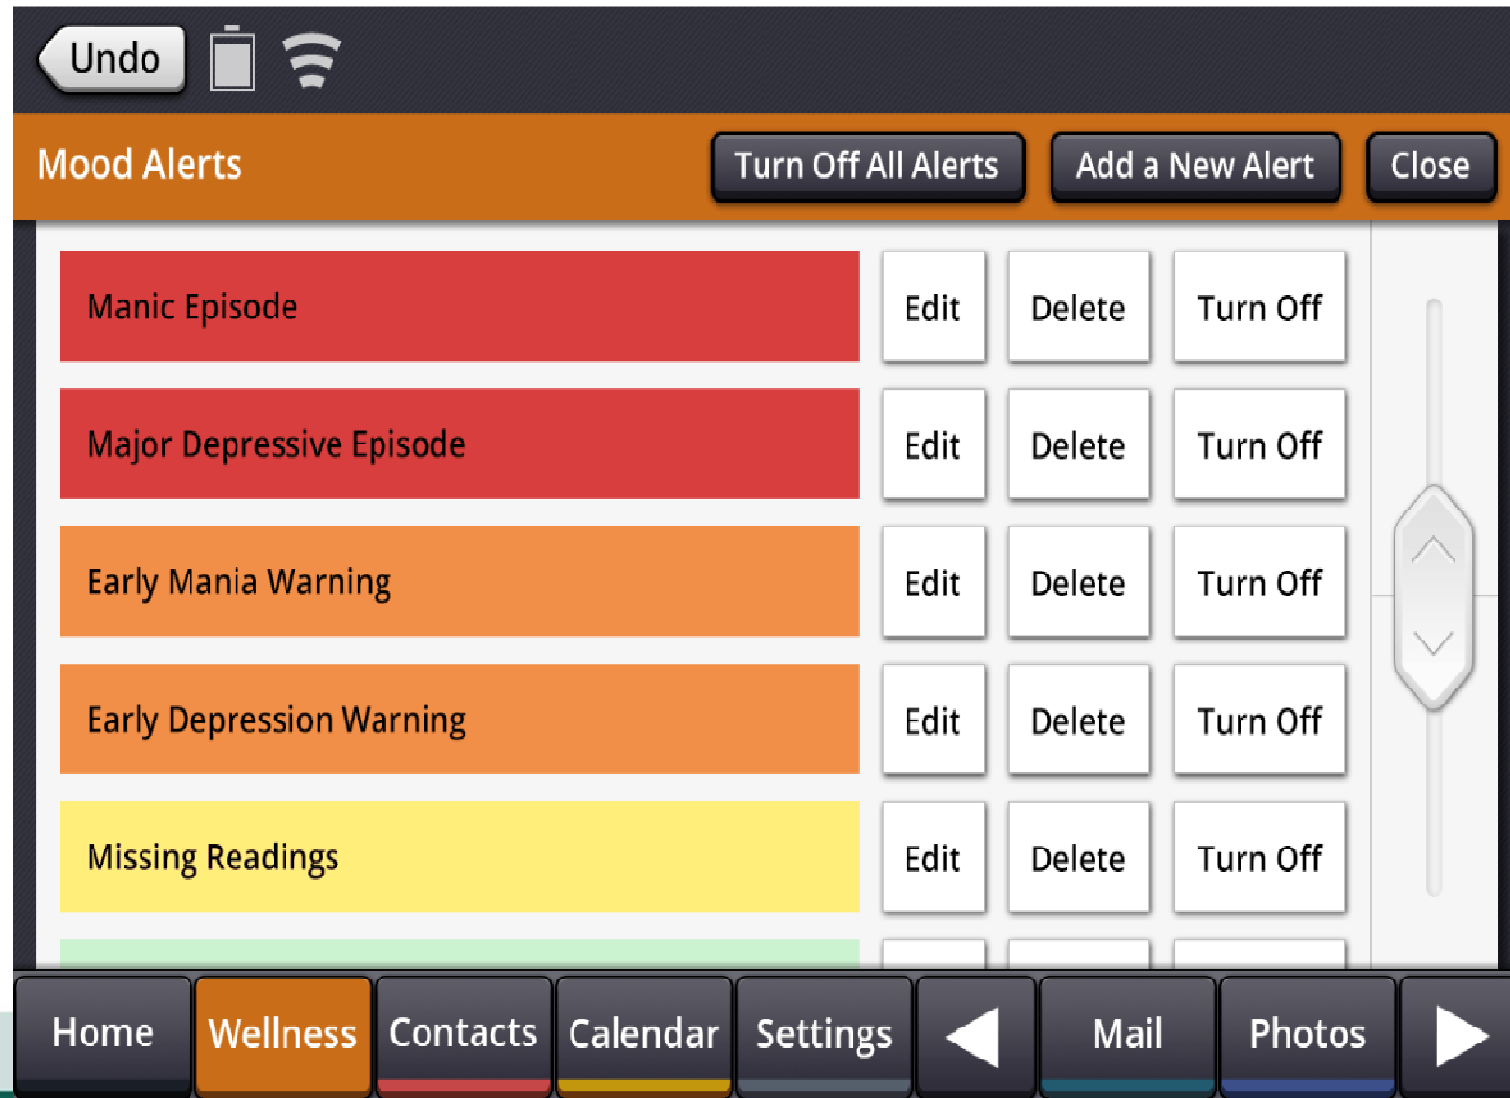 Undo
Mood Alerts Turn Off All Alerts Add a New Alert Close
Manic Episode Edit Delete Turn Off
Major Depressive Episode Edit Delete Turn Off
Early Mania Warning Edit Delete Turn Off
Early Depression Warning Edit Delete Turn Off
Missing Readings Edit Delete Turn Off
Home Wellness Contacts Calendar Settings Mail Photos